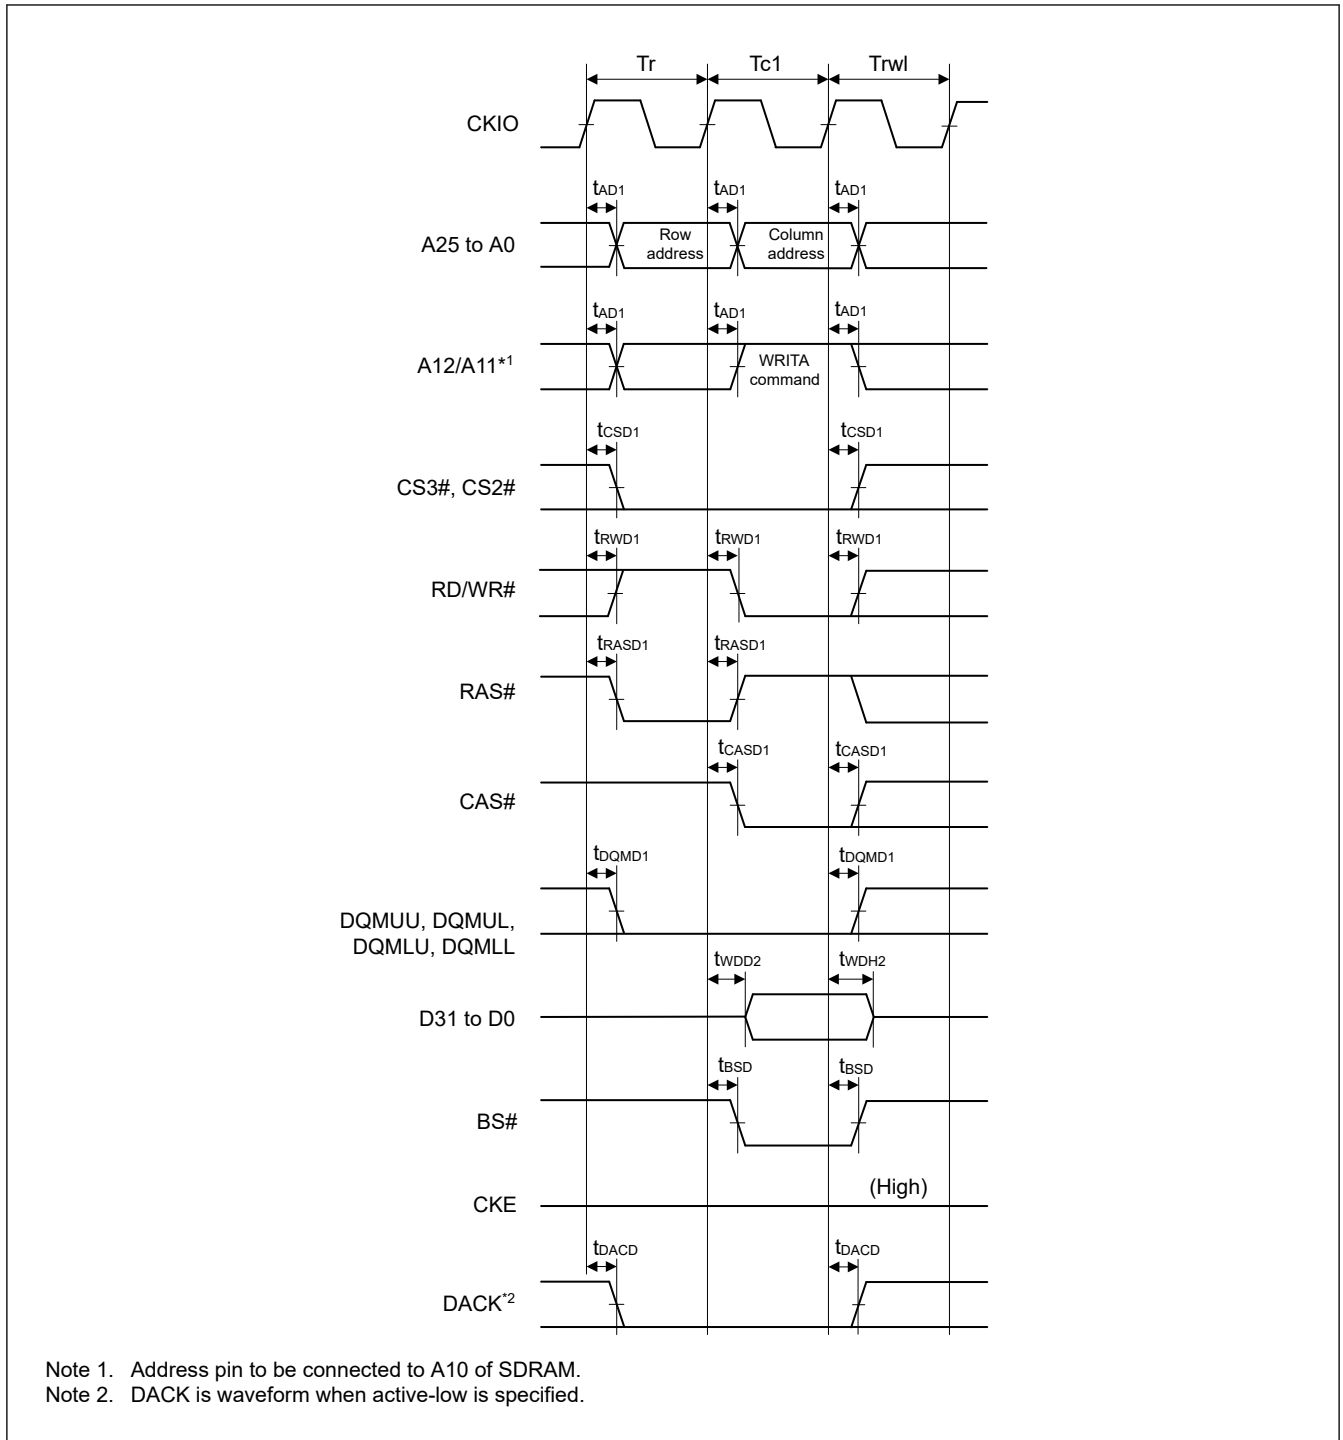 Tr Tc1 Trwl
CKIO
tAD1 tAD1 tAD1
A25 to A0
Row
address
Column
address
tAD1 tAD1 tAD1
A12/A11*1
WRITA
command
tCSD1 tCSD1
CS3#, CS2#
tRWD1 tRWD1 tRWD1
RD/WR#
tRASD1 tRASD1
RAS#
tCASD1 tCASD1
CAS#
tDQMD1 tDQMD1
DQMUU, DQMUL,
DQMLU, DQMLL
tWDD2 tWDH2
D31 to D0
tBSD tBSD
BS#
(High)
CKE
tDACD tDACD
DACK*2
Note 1. Address pin to be connected to A10 of SDRAM.
Note 2. DACK is waveform when active-low is specified.